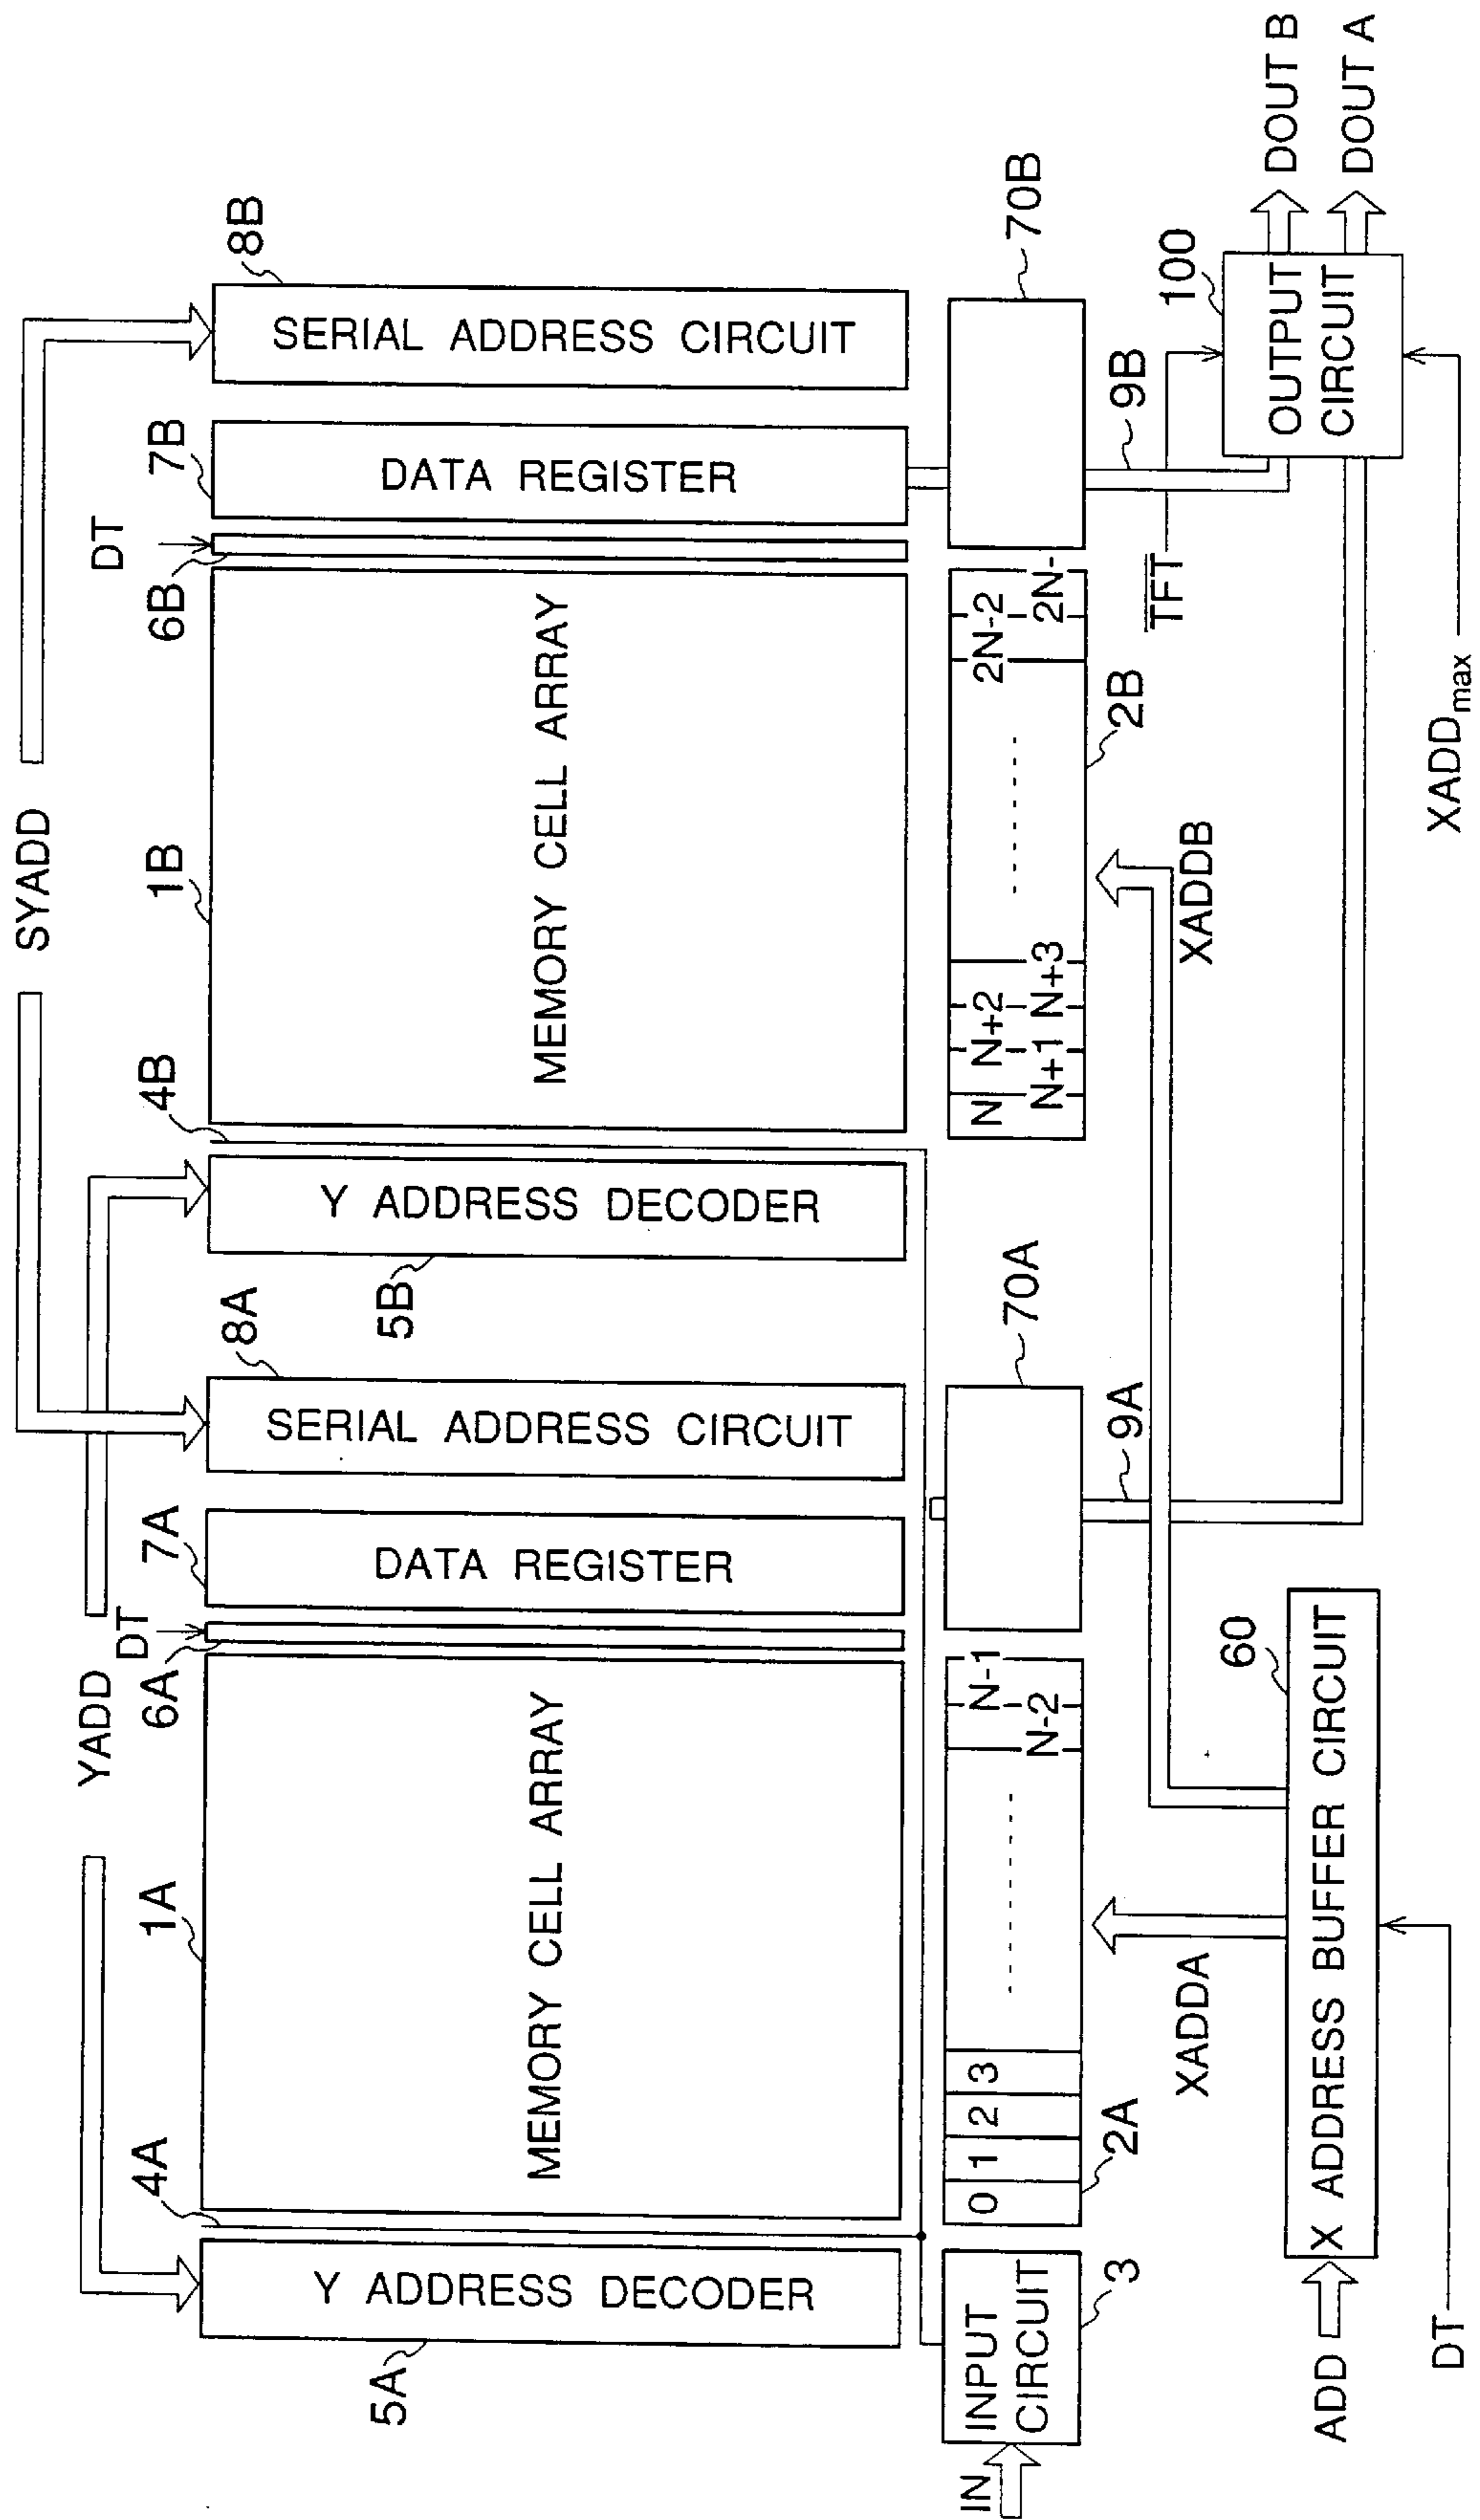 SYADD
YADD
DT
DT
4A
1A
6A
7A
8A
4B
1B
6B
7B
8B
Y ADDRESS DECODER
MEMORY CELL ARRAY
DATA REGISTER
SERIAL ADDRESS CIRCUIT
Y ADDRESS DECODER
MEMORY CELL ARRAY
DATA REGISTER
SERIAL ADDRESS CIRCUIT
5A
5B
IN
INPUT
CIRCUIT
0 1 2 3
N-2
N-1
70A
N
N+1
N+2
N+3
2N-2
2N-
70B
3
2A
XADDA
9A
XADDB
2B
TFT
9B
100
60
ADD
X ADDRESS BUFFER CIRCUIT
OUTPUT
CIRCUIT
DOUT B
DOUT A
DT
XADDmax